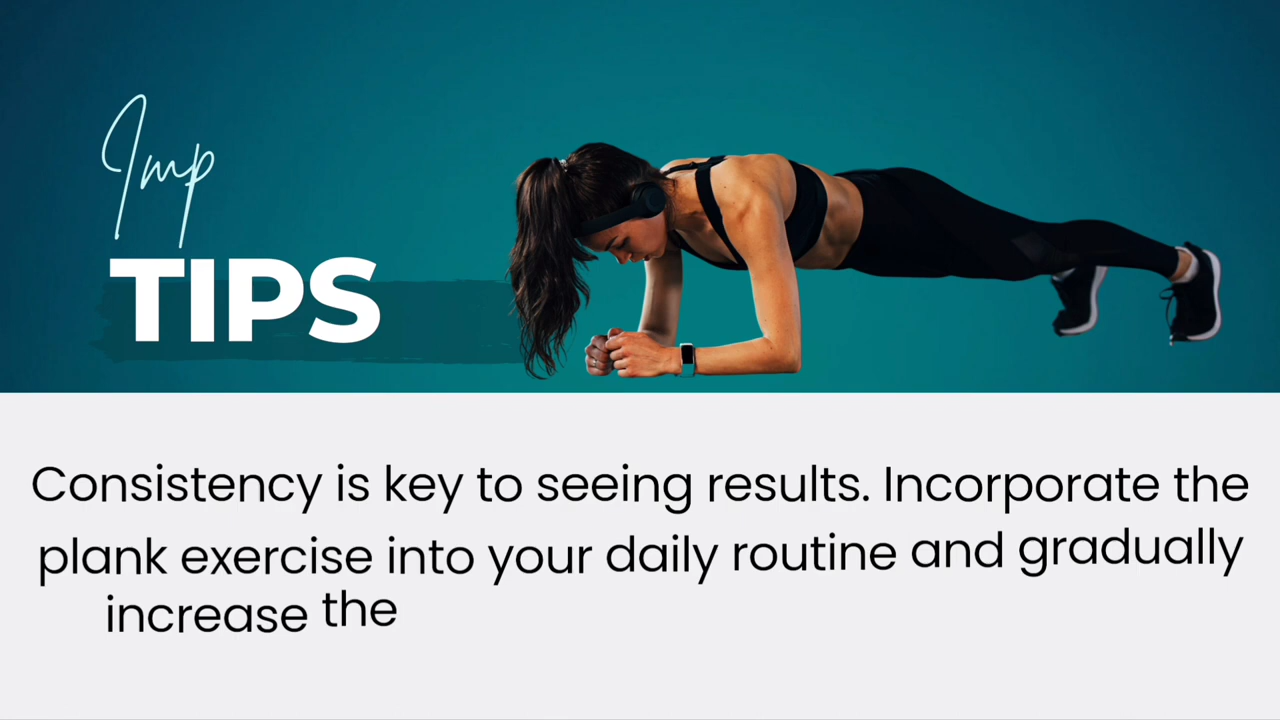 Imp
TIPS
Consistency is key to seeing results. Incorporate the
plank exercise into your daily routine and gradually
increase the